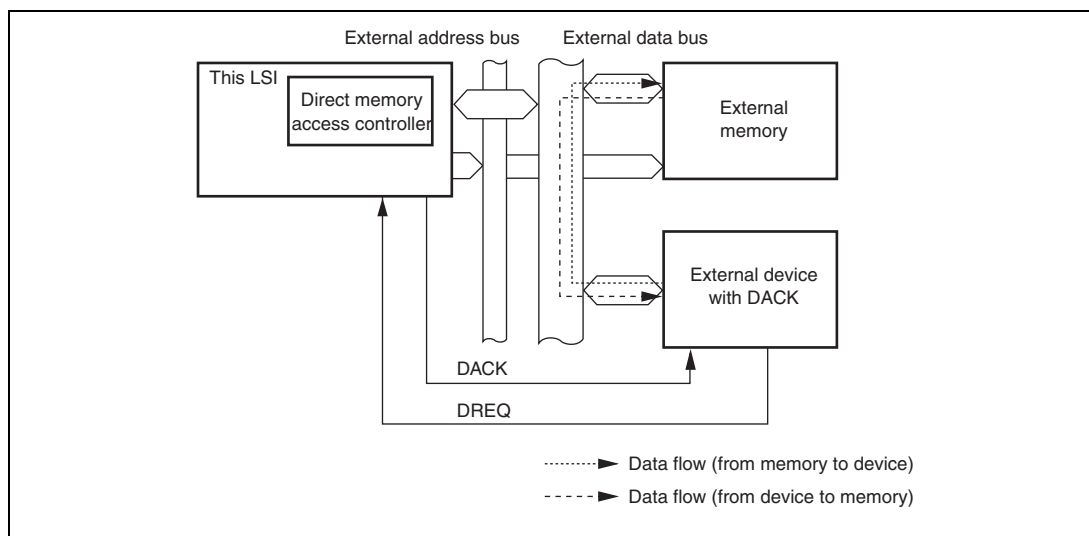 External address bus
External data bus
This LSI
Direct memory
access controller
External
memory
External device
with DACK
DACK
DREQ
Data flow (from memory to device)
Data flow (from device to memory)